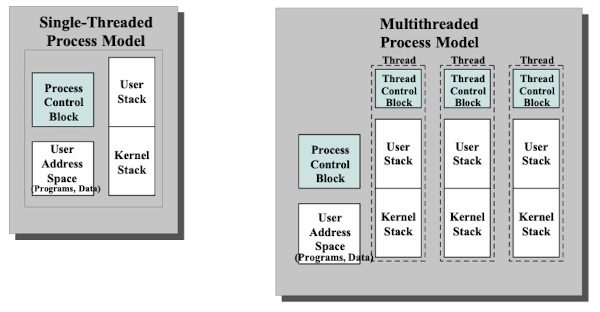 Single-Threaded
Process Model
Process
Control
Block
User
Address
Space
(Programs, Data)
User
Stack
Kernel
Stack
Multithreaded
Process Model
Process
Control
Block
User
Address
Space
(Programs, Data)
Thread
Thread
Control
Block
User
Stack
Kernel
Stack
Thread
Thread
Control
Block
User
Stack
Kernel
Stack
Thread
Thread
Control
Block
User
Stack
Kernel
Stack